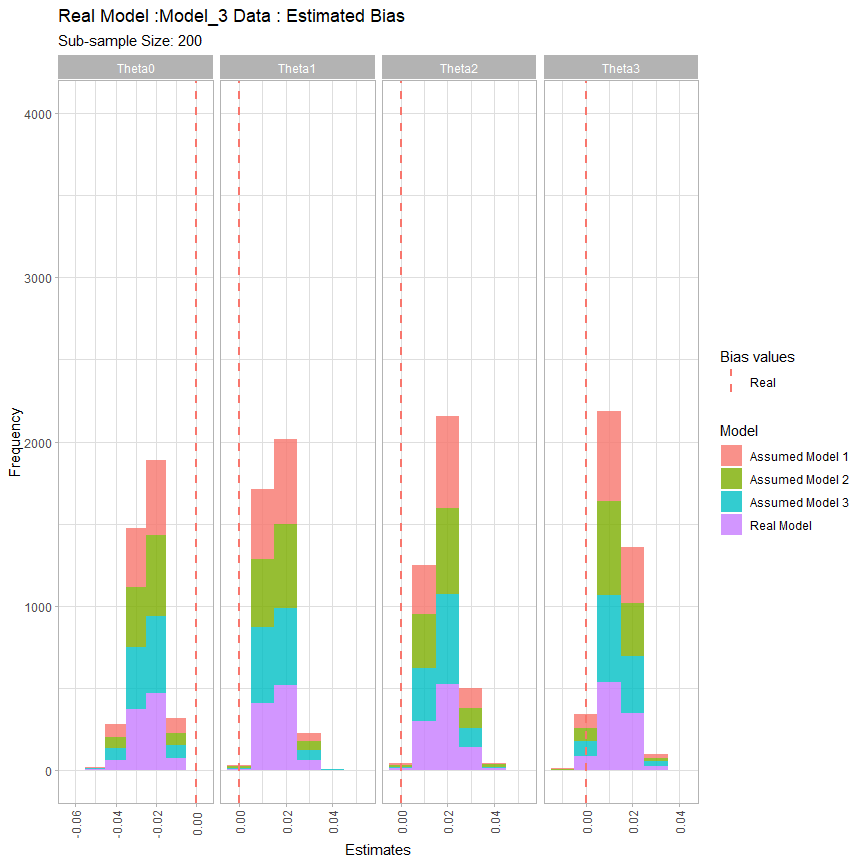 Real Model :Model_3 Data : Estimated Bias
Sub-sample Size: 200
Theta0 Theta1 Theta2 Theta3
4000
3000
2000
1000
0
Frequency
-0.06 -0.04 -0.02 0.00 0.00 0.02 0.04 0.00 0.02 0.04 0.00 0.02 0.04
Estimates
Bias values
Real
Model
Assumed Model 1
Assumed Model 2
Assumed Model 3
Real Model